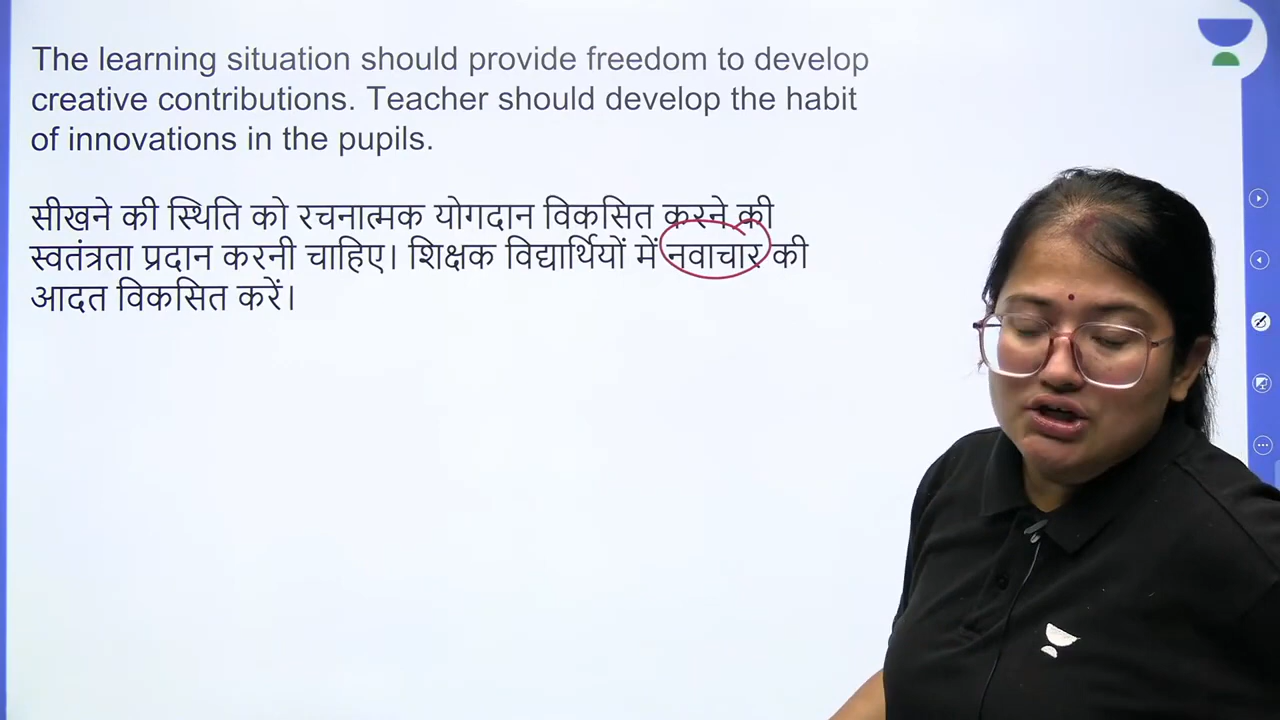 The learning situation should provide freedom to develop
creative contributions. Teacher should develop the habit
of innovations in the pupils.
सीखने की स्थिति को रचनात्मक योगदान विकसित करने की
स्वतंत्रता प्रदान करनी चाहिए। शिक्षक विद्यार्थियों में नवाचार की
आदत विकसित करें।